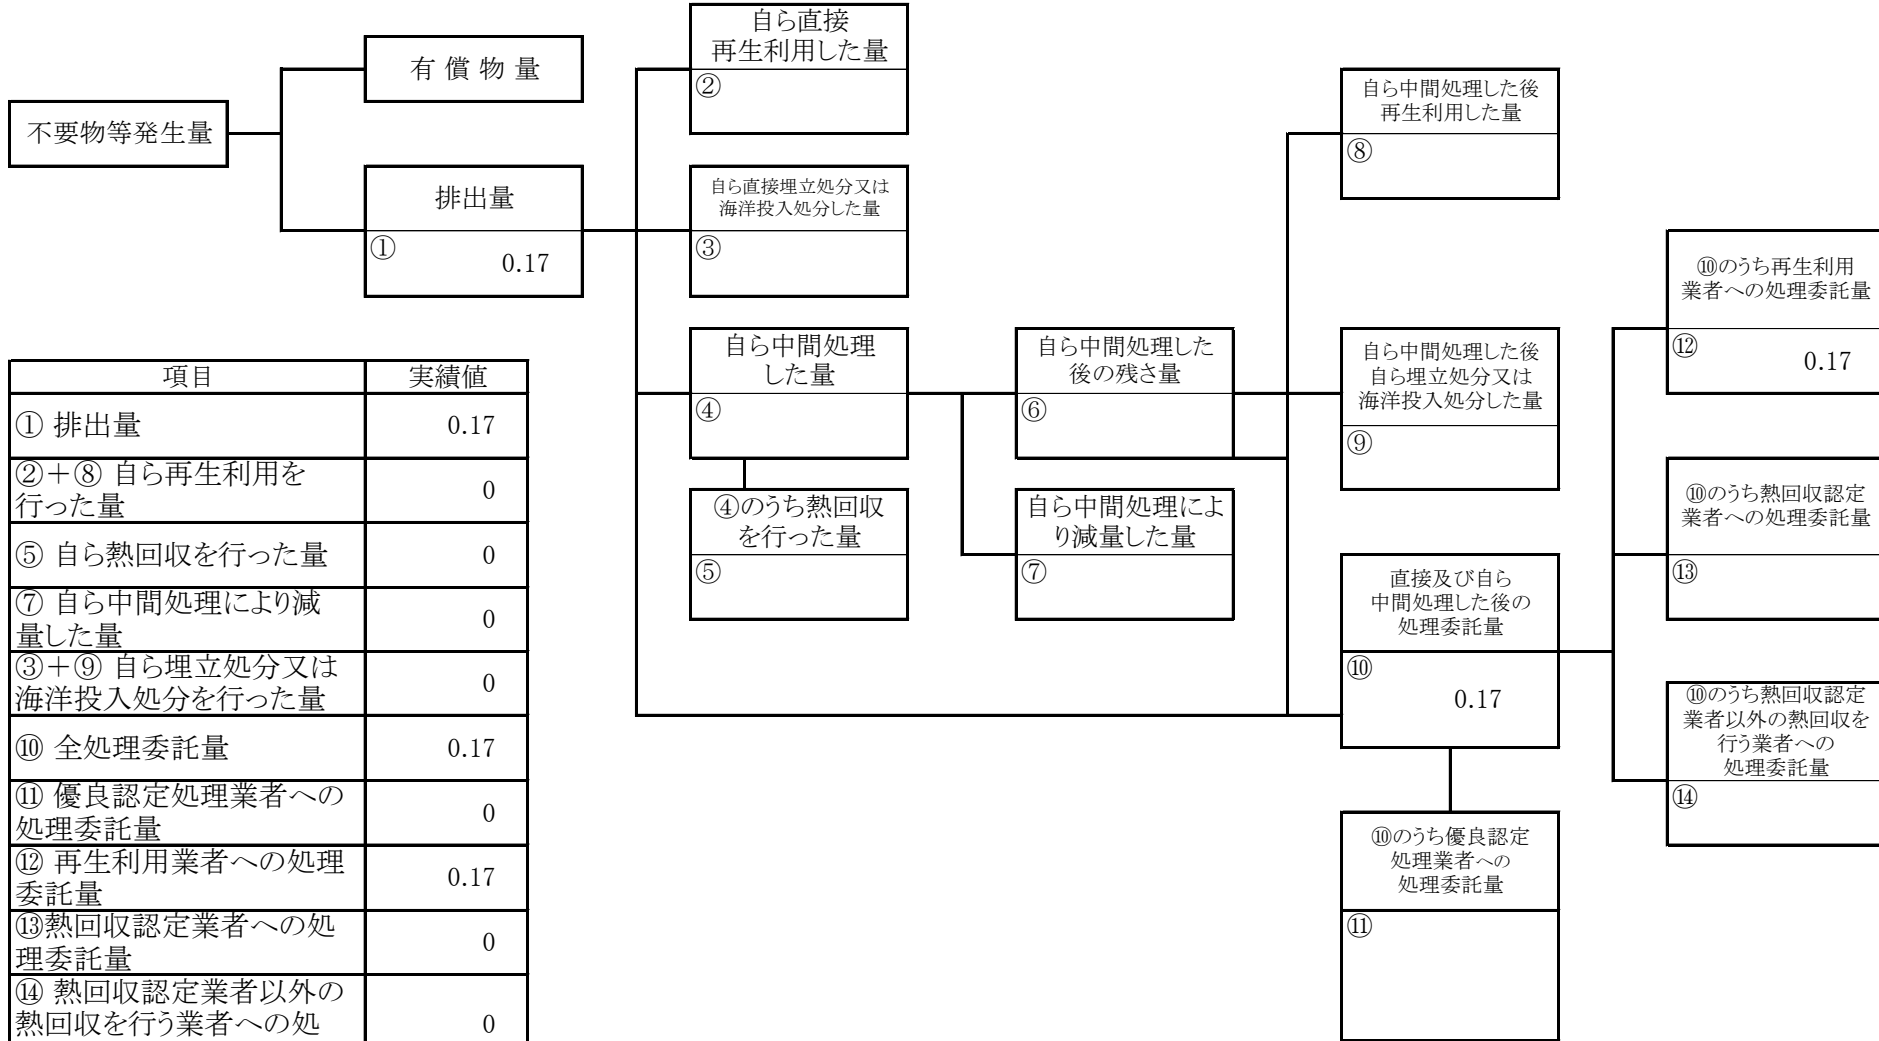 不要物等発生量
有 償 物 量
排出量
①
0.17
自ら直接
再生利用した量
②
自ら直接埋立処分又は
海洋投入処分した量
③
自ら中間処理
した量
④
④のうち熱回収
を行った量
⑤
自ら中間処理した
後の残さ量
⑥
自ら中間処理によ
り減量した量
⑦
自ら中間処理した後
再生利用した量
⑧
自ら中間処理した後
自ら埋立処分又は
海洋投入処分した量
⑨
直接及び自ら
中間処理した後の
処理委託量
⑩
0.17
⑩のうち優良認定
処理業者への
処理委託量
⑪
⑩のうち再生利用
業者への処理委託量
⑫
0.17
⑩のうち熱回収認定
業者への処理委託量
⑬
⑩のうち熱回収認定
業者以外の熱回収を
行う業者への
処理委託量
⑭
項目 実績値
① 排出量 0.17
②＋⑧ 自ら再生利用を
行った量 0
⑤ 自ら熱回収を行った量 0
⑦ 自ら中間処理により減
量した量 0
③＋⑨ 自ら埋立処分又は
海洋投入処分を行った量 0
⑩ 全処理委託量 0.17
⑪ 優良認定処理業者への
処理委託量 0
⑫ 再生利用業者への処理
委託量 0.17
⑬熱回収認定業者への処
理委託量 0
⑭ 熱回収認定業者以外の
熱回収を行う業者への処 0